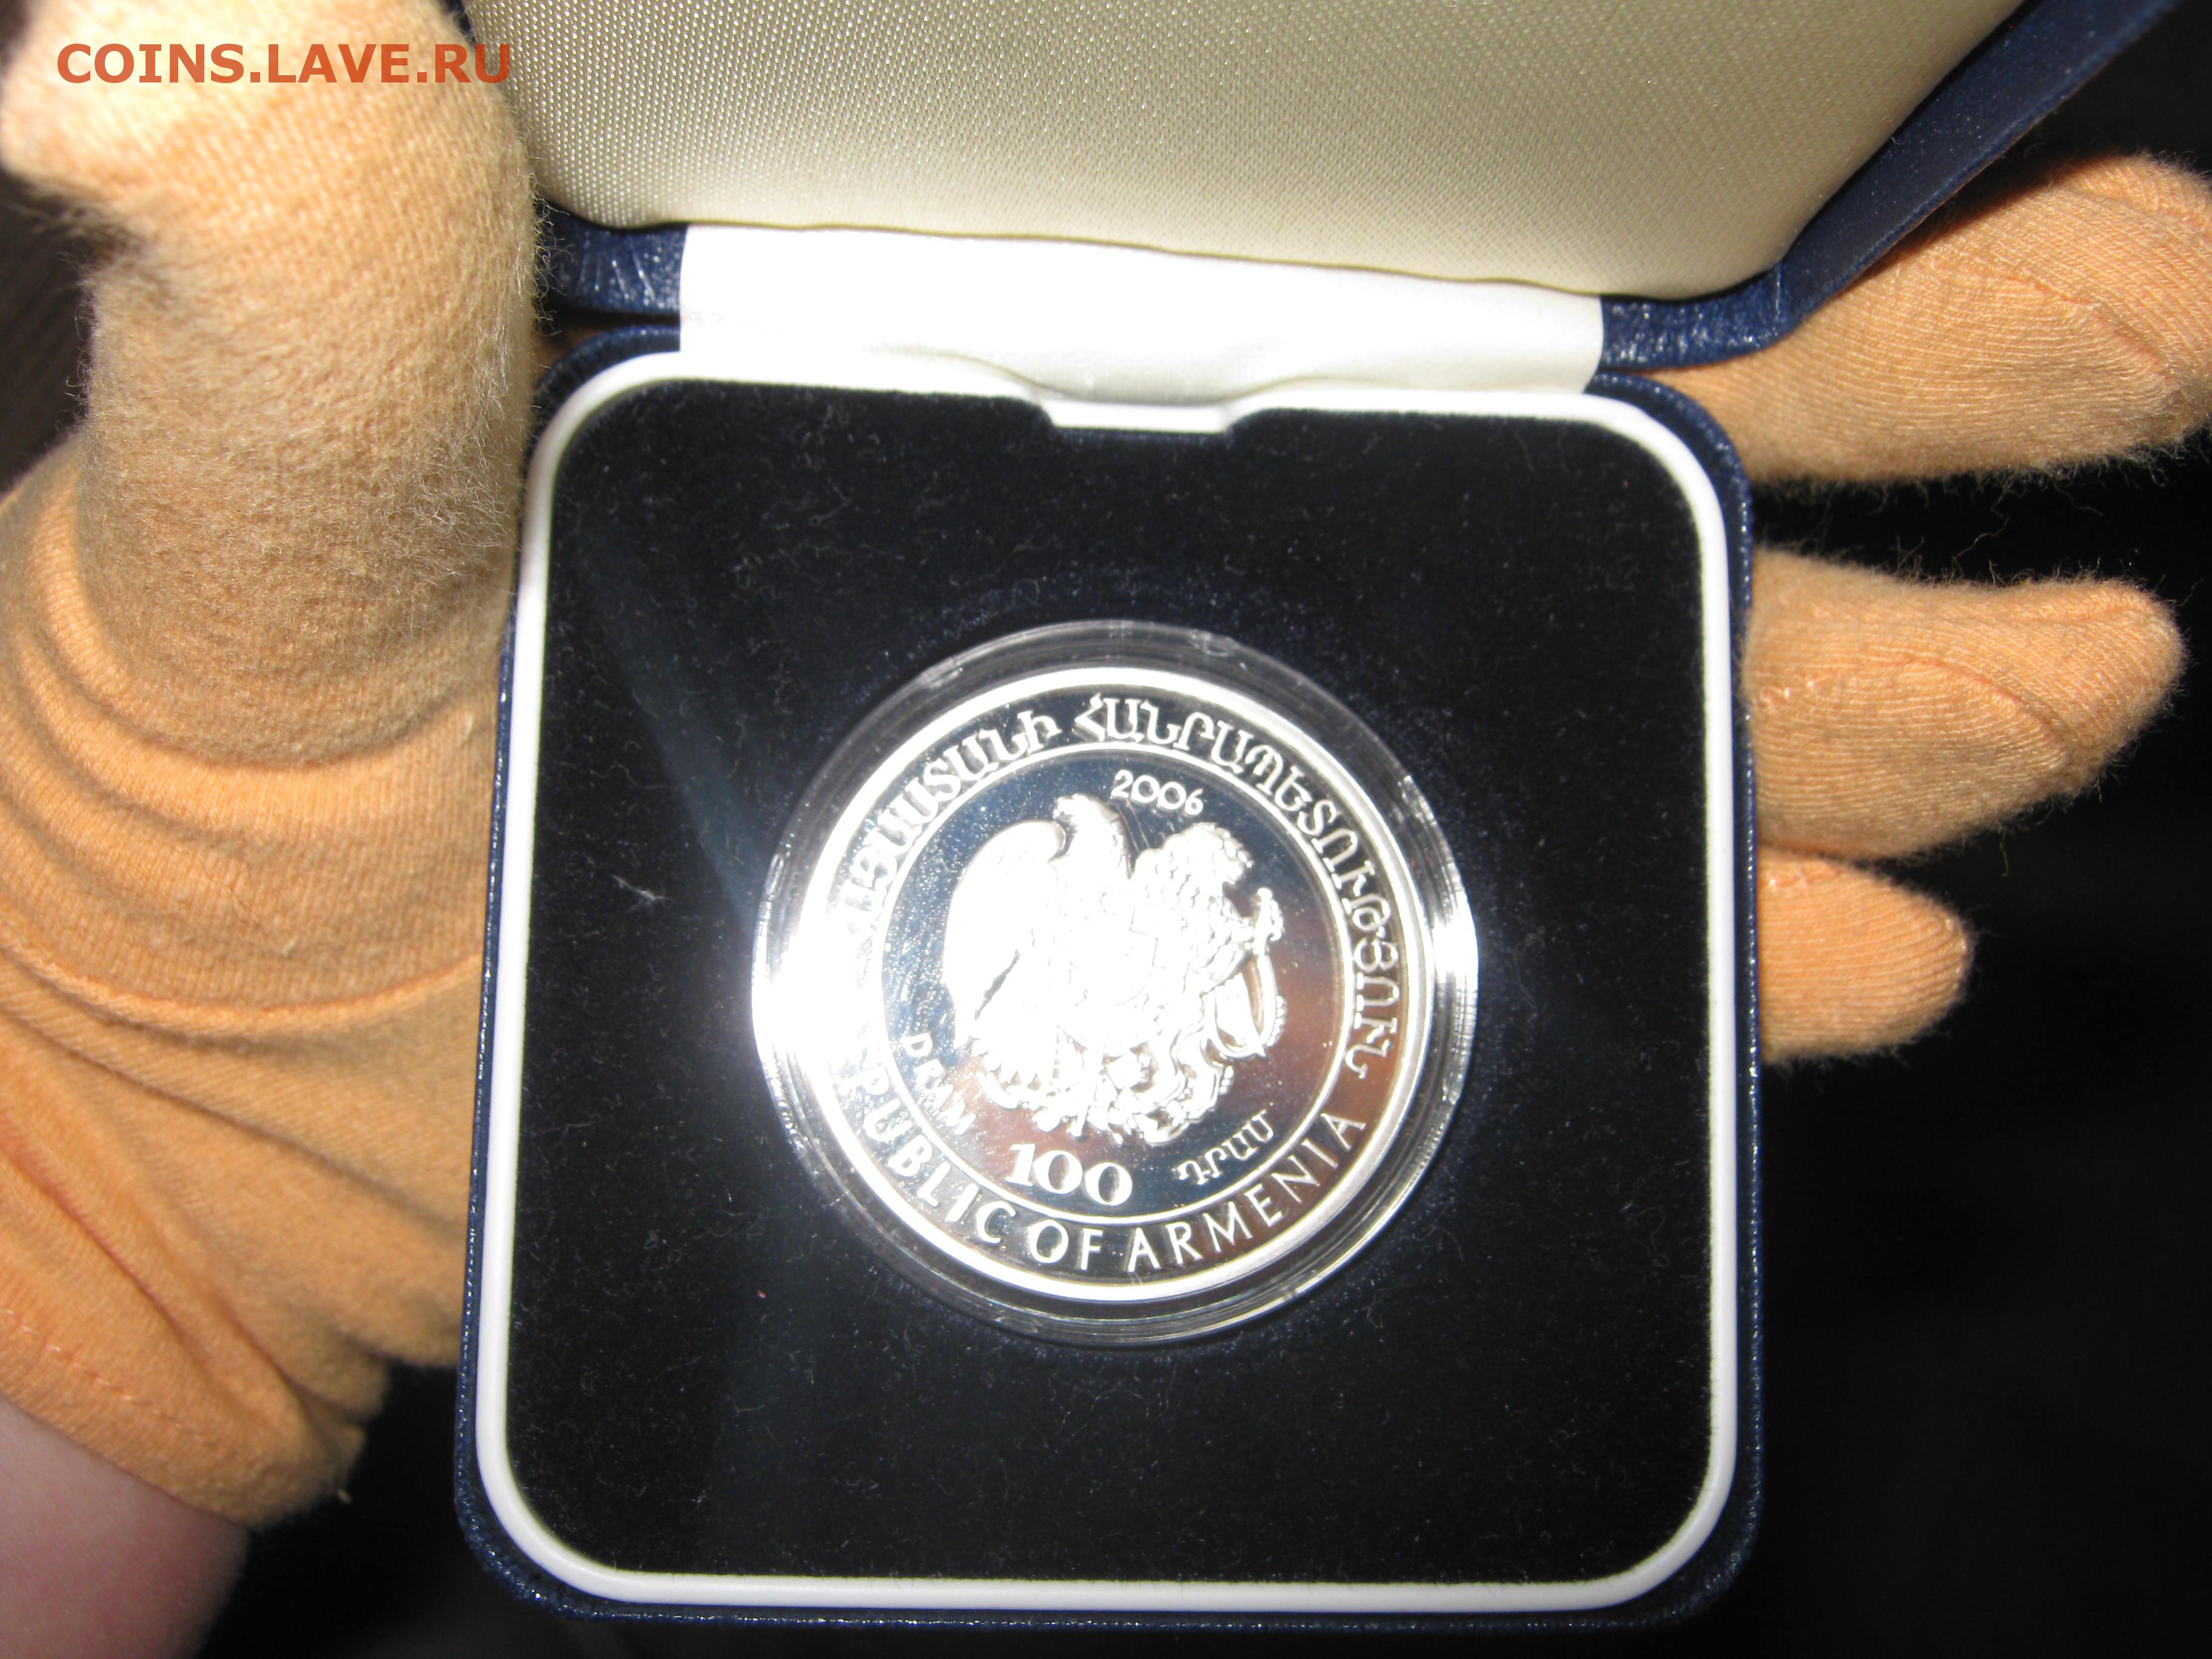 COINS.LAVE.RU
ՀԱՅԱՍՏԱՆԻ ՀԱՆՐԱՊԵՏՈՒԹՅՈՒՆ
2006
DRAM
100
ԴՐԱՄ
REPUBLIC OF ARMENIA